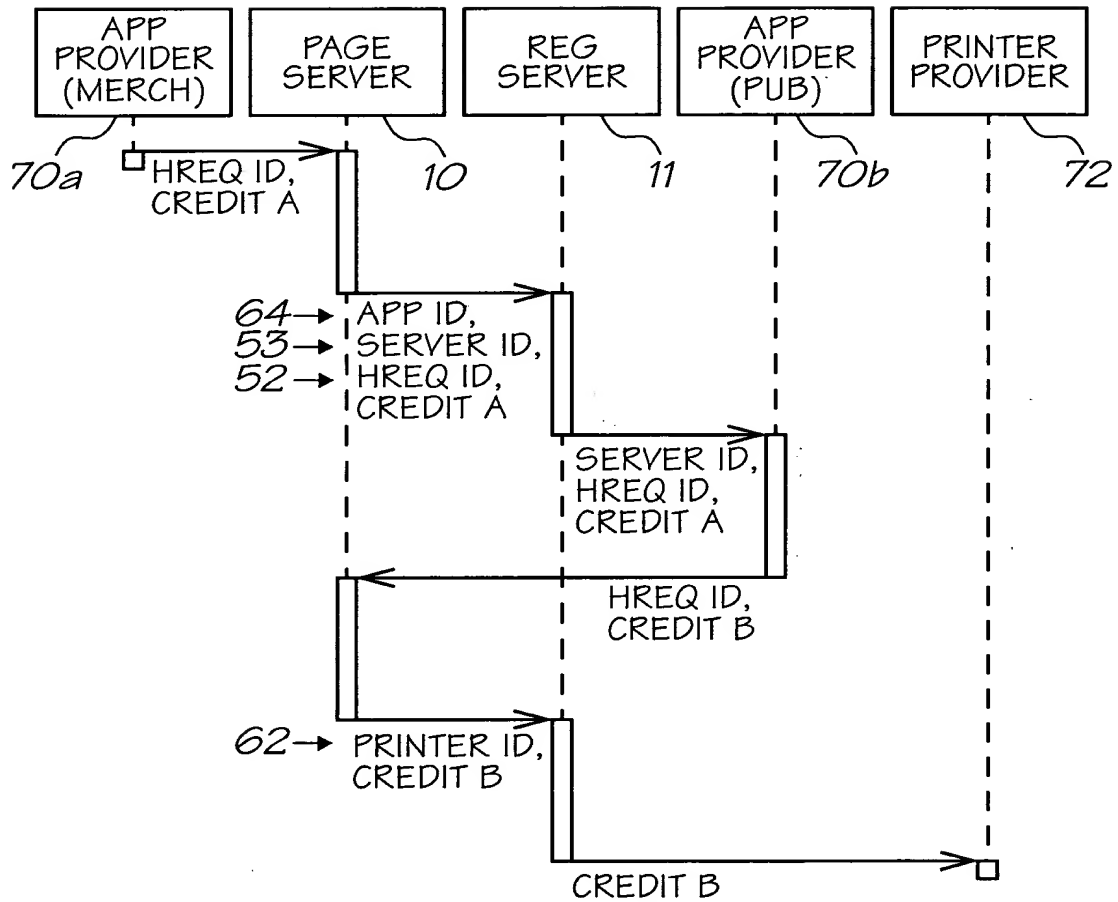 APP
PROVIDER
(MERCH)
PAGE
SERVER
REG
SERVER
APP
PROVIDER
(PUB)
PRINTER
PROVIDER
70a
10
11
70b
72
HREQ ID,
CREDIT A
64
APP ID,
53
SERVER ID,
52
HREQ ID,
CREDIT A
SERVER ID,
HREQ ID,
CREDIT A
HREQ ID,
CREDIT B
62
PRINTER ID,
CREDIT B
CREDIT B